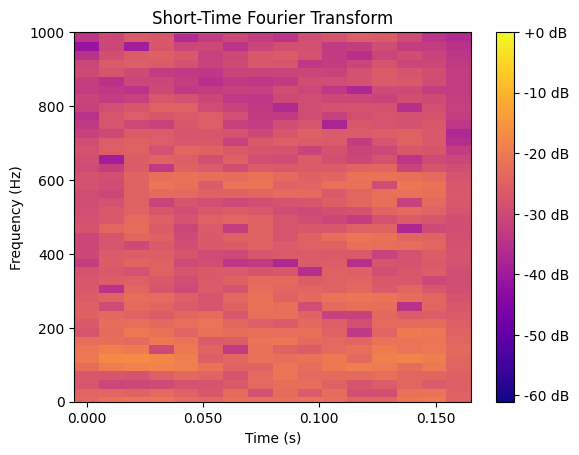 Short-Time Fourier Transform
1000
800
600
400
200
0
Frequency (Hz)
0.000
0.050
0.100
0.150
Time (s)
+0 dB
-10 dB
-20 dB
-30 dB
-40 dB
-50 dB
-60 dB